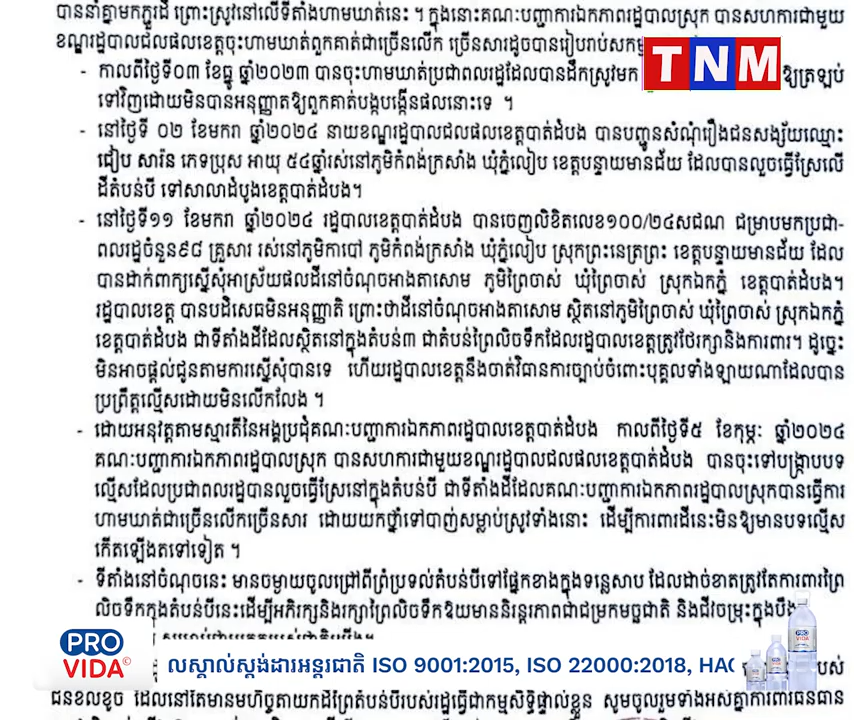 បាននាំគ្នាមកភ្ជួរដី ព្រោះស្រូវនៅលើទីតាំងហាមឃាត់នេះ ។ ក្នុងនោះគណៈបញ្ជាការឯកភាពរដ្ឋបាលស្រុក បានសហការជាមួយ
ខណ្ឌរដ្ឋបាលជលផលខេត្តចុះហាមឃាត់ពួកគាត់ជាច្រើនលើក ច្រើនសារដូចបានរៀបរាប់សកម្ម
TNM
- កាលពីថ្ងៃទី០៣ ខែធ្នូ ឆ្នាំ២០២៣ បានចុះហាមឃាត់ប្រជាពលរដ្ឋដែលបានដឹកស្រូវមក ឱ្យត្រឡប់
ទៅវិញដោយមិនបានអនុញ្ញាតឱ្យពួកគាត់បង្កបង្កើនផលនោះទេ ។
- នៅថ្ងៃទី ០២ ខែមករា ឆ្នាំ២០២៤ នាយខណ្ឌរដ្ឋបាលជលផលខេត្តបាត់ដំបង បានបញ្ជូនសំណុំរឿងជនសង្ស័យឈ្មោះ
ជៀប សារ៉ន ភេទប្រុស អាយុ ៥៤ឆ្នាំរស់នៅភូមិកំពង់ក្រសាំង ឃុំភ្នំលៀប ខេត្តបន្ទាយមានជ័យ ដែលបានលួចធ្វើស្រែលើ
ដីតំបន់បី ទៅសាលាដំបូងខេត្តបាត់ដំបង។
- នៅថ្ងៃទី១១ ខែមករា ឆ្នាំ២០២៤ រដ្ឋបាលខេត្តបាត់ដំបង បានចេញលិខិតលេខ១០០/២៤សជណ ជម្រាបមកប្រជា-
ពលរដ្ឋចំនួន៩៨ គ្រួសារ រស់នៅភូមិកាបៅ ភូមិកំពង់ក្រសាំង ឃុំភ្នំលៀប ស្រុកព្រះនេត្រព្រះ ខេត្តបន្ទាយមានជ័យ ដែល
បានដាក់ពាក្យស្នើសុំអាស្រ័យផលដីនៅចំណុចអាងតាសោម ភូមិព្រៃចាស់ ឃុំព្រៃចាស់ ស្រុកឯកភ្នំ ខេត្តបាត់ដំបង។
រដ្ឋបាលខេត្ត បានបដិសេធមិនអនុញ្ញាតិ ព្រោះថាដីនៅចំណុចអាងតាសោម ស្ថិតនៅភូមិព្រៃចាស់ ឃុំព្រៃចាស់ ស្រុកឯកភ្នំ
ខេត្តបាត់ដំបង ជាទីតាំងដីដែលស្ថិតនៅក្នុងតំបន់៣ ជាតំបន់ព្រៃលិចទឹកដែលរដ្ឋបាលខេត្តត្រូវថែរក្សានិងការពារ។ ដូច្នេះ
មិនអាចផ្តល់ជូនតាមការស្នើសុំបានទេ ហើយរដ្ឋបាលខេត្តនឹងចាត់វិធានការច្បាប់ចំពោះបុគ្គលទាំងឡាយណាដែលបាន
ប្រព្រឹត្តល្មើសដោយមិនលើកលែង ។
- ដោយអនុវត្តតាមស្មារតីនៃអង្គប្រជុំគណៈបញ្ជាការឯកភាពរដ្ឋបាលខេត្តបាត់ដំបង កាលពីថ្ងៃទី៥ ខែកុម្ភៈ ឆ្នាំ២០២៤
គណៈបញ្ជាការឯកភាពរដ្ឋបាលស្រុក បានសហការជាមួយខណ្ឌរដ្ឋបាលជលផលខេត្តបាត់ដំបង បានចុះទៅបង្ក្រាបបទ
ល្មើសដែលប្រជាពលរដ្ឋបានលួចធ្វើស្រែនៅក្នុងតំបន់បី ជាទីតាំងដីដែលគណៈបញ្ជាការឯកភាពរដ្ឋបាលស្រុកបានធ្វើការ
ហាមឃាត់ជាច្រើនលើកច្រើនសារ ដោយយកថ្នាំទៅបាញ់សម្លាប់ស្រូវទាំងនោះ ដើម្បីការពារដីនេះមិនឱ្យមានបទល្មើស
កើតឡើងតទៅទៀត ។
- ទីតាំងនៅចំណុចនេះ មានចម្ងាយចូលជ្រៅពីព្រំប្រទល់តំបន់បីទៅផ្នែកខាងក្នុងទន្លេសាប ដែលដាច់ខាតត្រូវតែការពារព្រៃ
លិចទឹកក្នុងតំបន់បីនេះដើម្បីអភិរក្សនិងរក្សាព្រៃលិចទឹកឱយមាននិរន្តរភាពជាជម្រកមច្ឆជាតិ និងជីវចម្រុះក្នុងបឹង
PRO
VIDA©
លស្តាល់ស្តង់ដារអន្តរជាតិ ISO 9001:2015, ISO 22000:2018, HAC
ជនខិលខូច ដែលនៅតែមានមហិច្ចតាយកដីព្រៃតំបន់បីរបស់រដ្ឋធ្វើជាកម្មសិទ្ធិផ្ទាល់ខ្លួន សូមចូលរួមទាំងអស់គ្នាការពារធនធាន